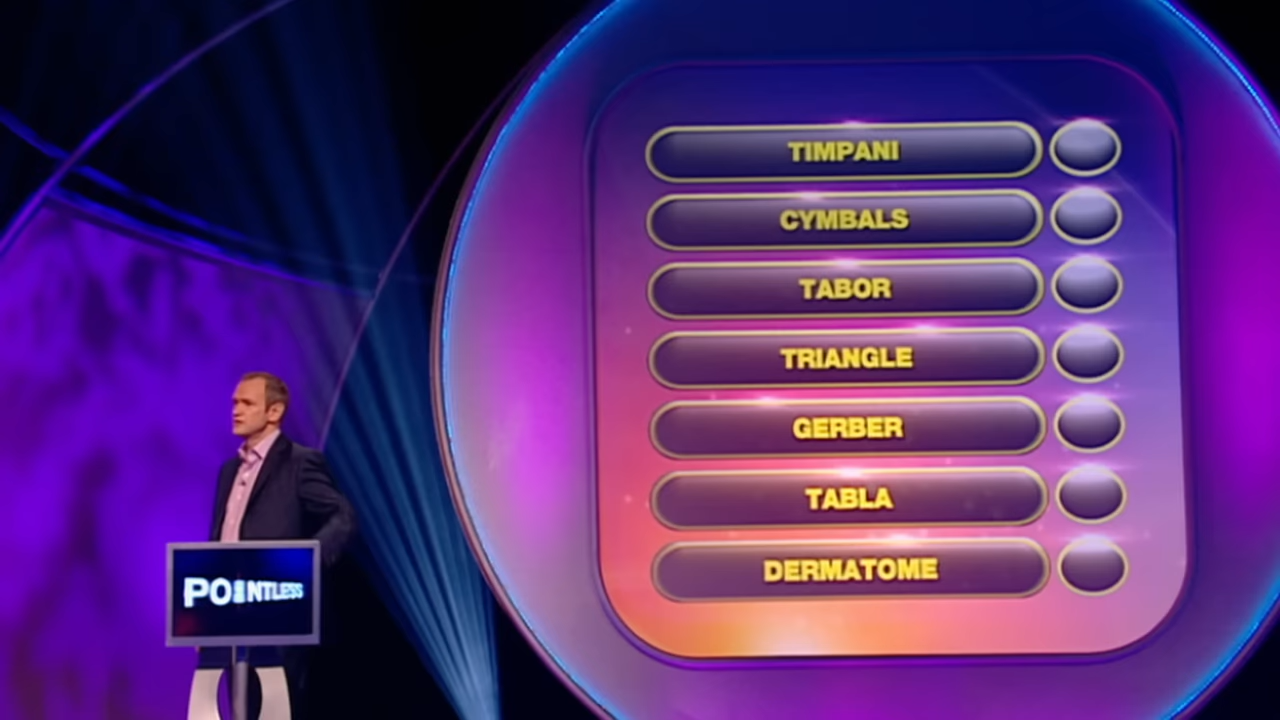 TIMPANI
CYMBALS
TABOR
TRIANGLE
GERBER
TABLA
DERMATOME
POINTLESS